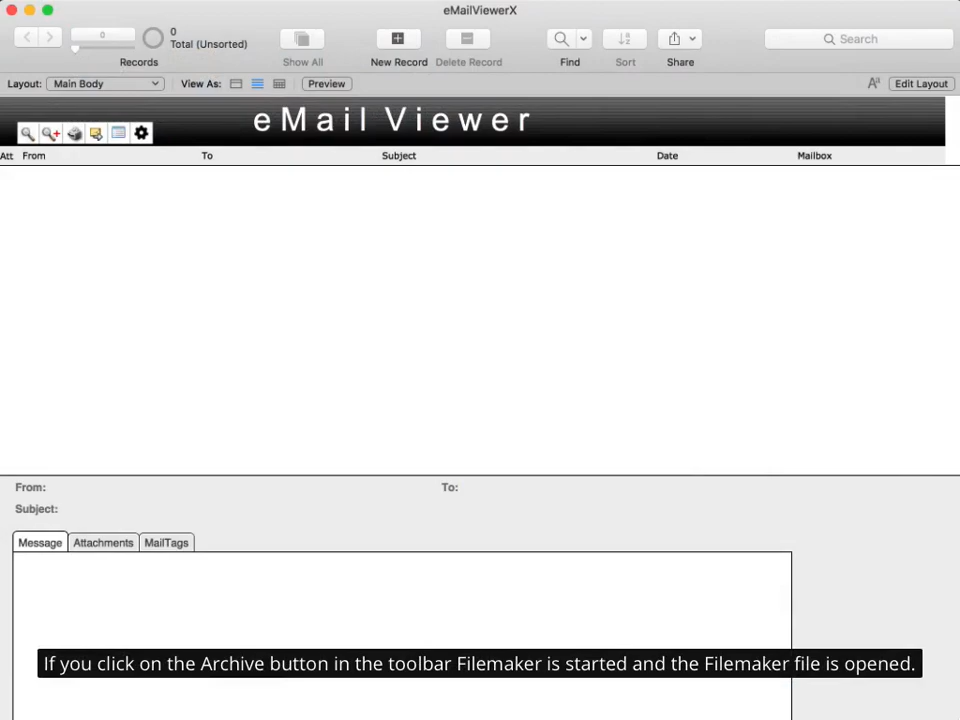 eMailViewerX
0
0
Total (Unsorted)
Records
Show All
New Record
Delete Record
Find
Sort
Share
Search
Layout: Main Body
View As:
Preview
Aa
Edit Layout
eMail Viewer
Att From To Subject Date Mailbox
From: To:
Subject:
Message Attachments MailTags
If you click on the Archive button in the toolbar Filemaker is started and the Filemaker file is opened.